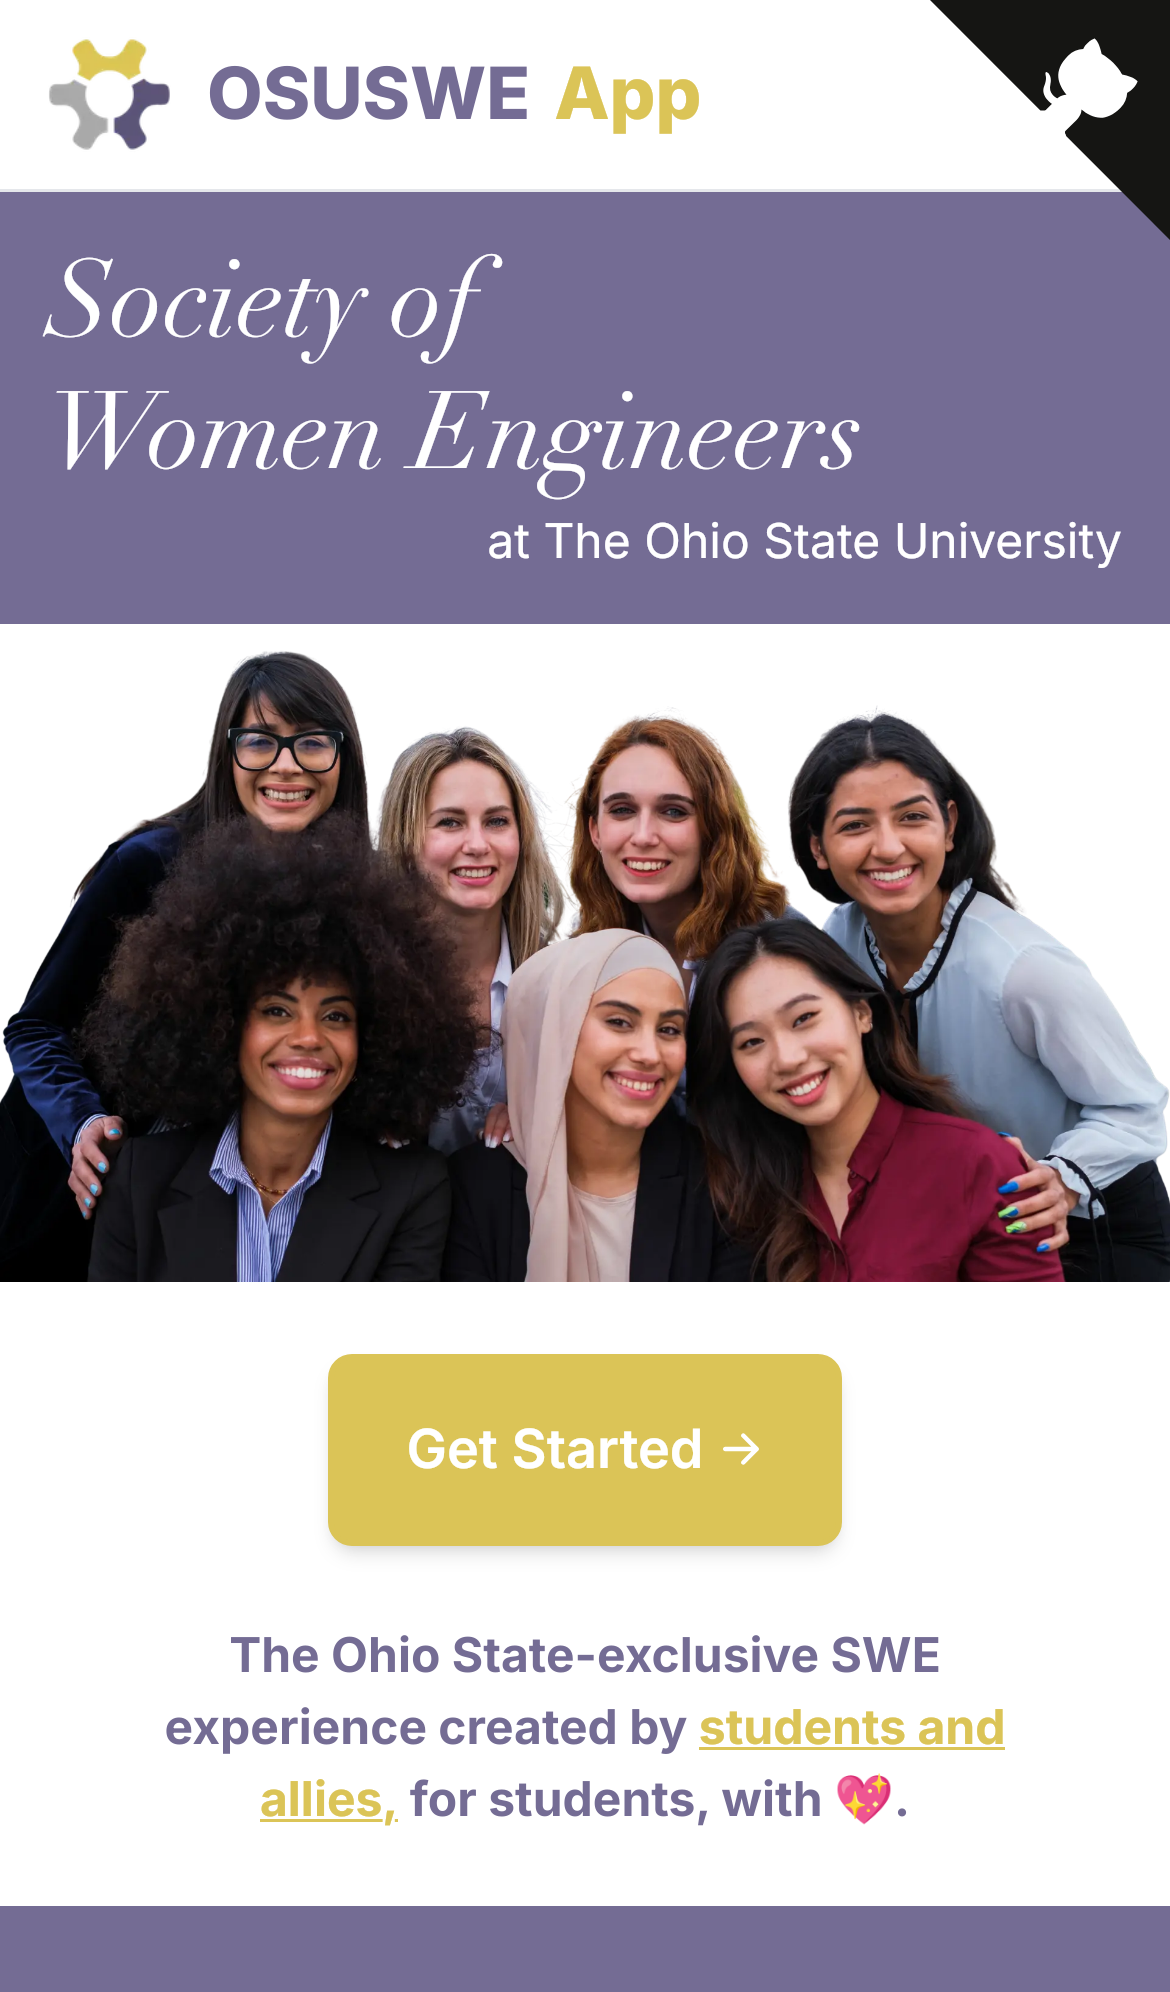 OSUSWE App
Society of
Women Engineers
at The Ohio State University
Get Started →
The Ohio State-exclusive SWE
experience created by students and
allies, for students, with 💖.